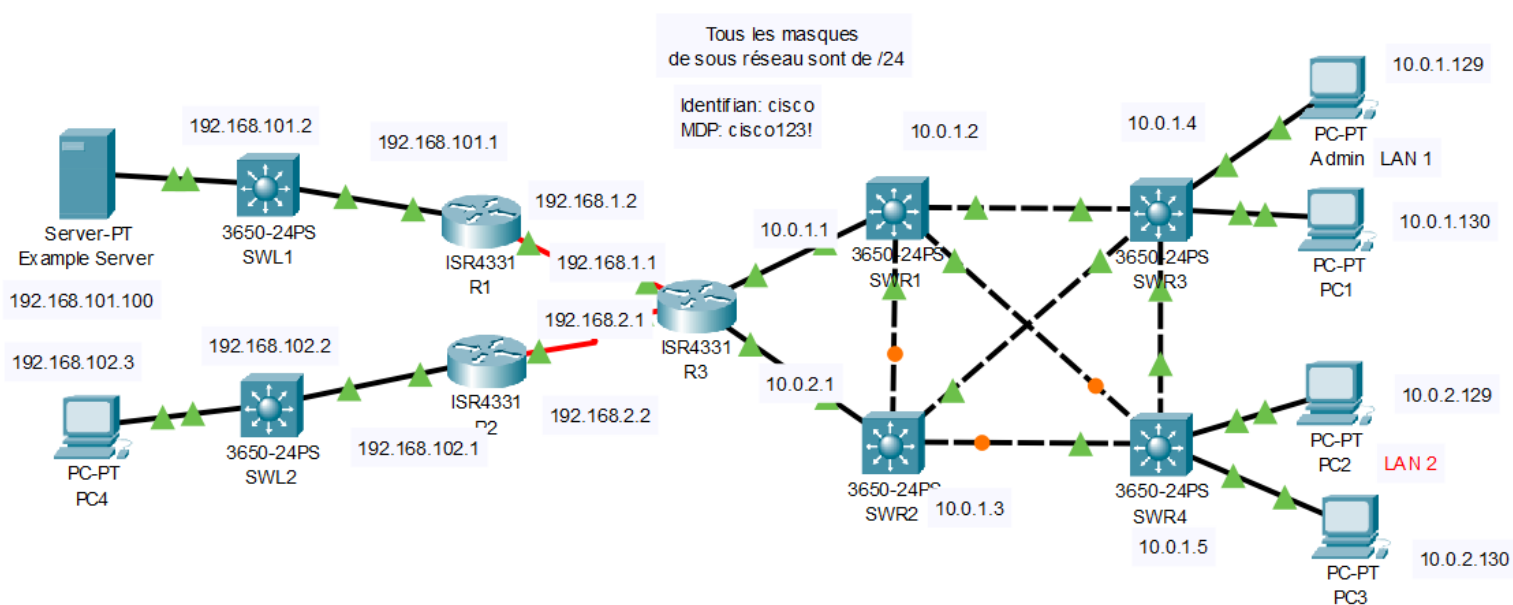 Tous les masques
de sous réseau sont de /24
Identifian: cisco
MDP: cisco123!
192.168.101.2
192.168.101.1
Server-PT
Example Server
192.168.101.100
3650-24PS
SWL1
192.168.1.2
ISR4331
R1
192.168.1.1
192.168.2.1
ISR4331
R3
192.168.102.3
192.168.102.2
PC-PT
PC4
3650-24PS
SWL2
192.168.102.1
ISR4331
R2
192.168.2.2
10.0.1.1
10.0.2.1
10.0.1.2
3650-24PS
SWR1
10.0.1.4
3650-24PS
SWR3
10.0.1.129
PC-PT
Admin
LAN 1
10.0.1.130
PC-PT
PC1
3650-24PS
SWR2
10.0.1.3
3650-24PS
SWR4
10.0.1.5
10.0.2.129
PC-PT
PC2
LAN 2
PC-PT
PC3
10.0.2.130